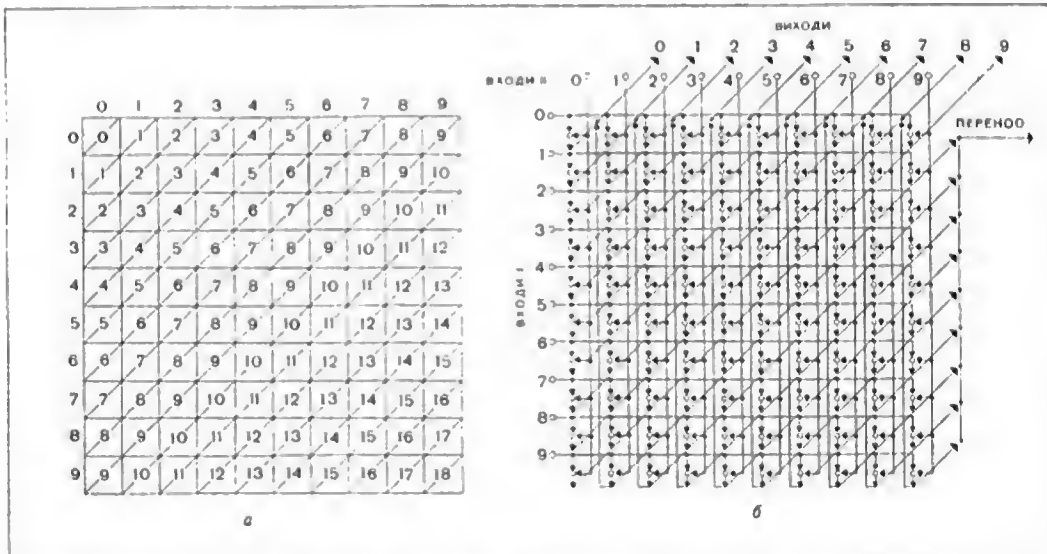 ВИХОДИ
0 1 2 3 4 5 6 7 8 9
ВХОДИ II 0 1 2 3 4 5 6 7 8 9
ПЕРЕНОС
0 1 2 3 4 5 6 7 8 9
0 0 1 2 3 4 5 6 7 8 9
1 1 2 3 4 5 6 7 8 9 10
2 2 3 4 5 6 7 8 9 10 11
3 3 4 5 6 7 8 9 10 11 12
4 4 5 6 7 8 9 10 11 12 13
5 5 6 7 8 9 10 11 12 13 14
6 6 7 8 9 10 11 12 13 14 15
7 7 8 9 10 11 12 13 14 15 16
8 8 9 10 11 12 13 14 15 16 17
9 9 10 11 12 13 14 15 16 17 18
а
ВХОДИ I
0
1
2
3
4
5
6
7
8
9
б